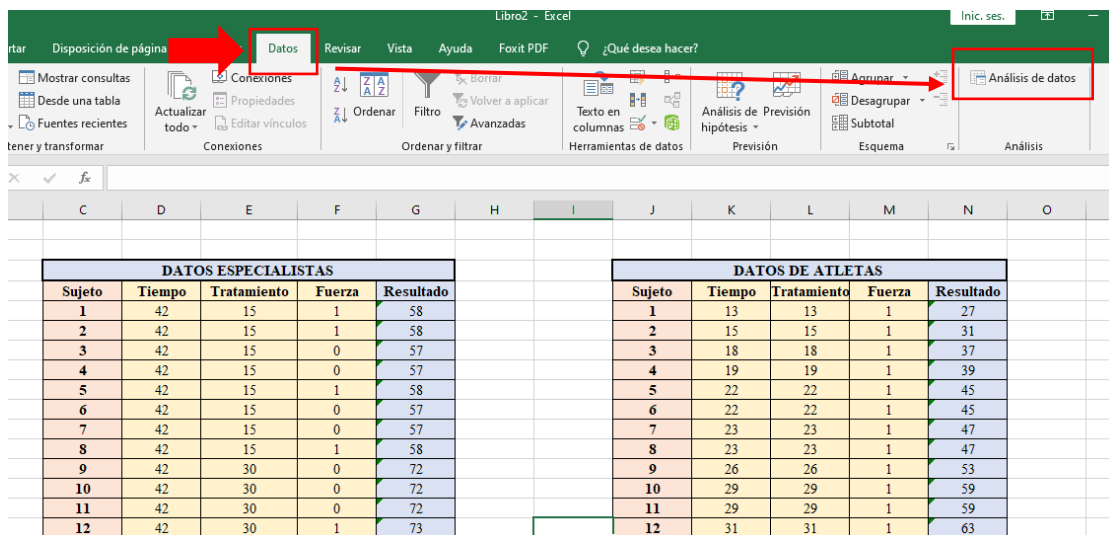 Libro2 - Excel
Inic. ses.
rtar Disposición de página Datos Revisar Vista Ayuda Foxit PDF ¿Qué desea hacer?
Mostrar consultas
Desde una tabla
Fuentes recientes
tener y transformar
Actualizar
todo
Conexiones
Propiedades
Editar vínculos
Conexiones
Ordenar
Filtro
Borrar
Volver a aplicar
Avanzadas
Ordenar y filtrar
Texto en
columnas
Herramientas de datos
Análisis de
hipótesis
Previsión
Previsión
Agrupar
Desagrupar
Subtotal
Esquema
Análisis de datos
Análisis
fx
C D E F G H I J K L M N O
DATOS ESPECIALISTAS DATOS DE ATLETAS
Sujeto Tiempo Tratamiento Fuerza Resultado Sujeto Tiempo Tratamiento Fuerza Resultado
1 42 15 1 58 1 13 13 1 27
2 42 15 1 58 2 15 15 1 31
3 42 15 0 57 3 18 18 1 37
4 42 15 0 57 4 19 19 1 39
5 42 15 1 58 5 22 22 1 45
6 42 15 0 57 6 22 22 1 45
7 42 15 0 57 7 23 23 1 47
8 42 15 1 58 8 23 23 1 47
9 42 30 0 72 9 26 26 1 53
10 42 30 0 72 10 29 29 1 59
11 42 30 0 72 11 29 29 1 59
12 42 30 1 73 12 31 31 1 63